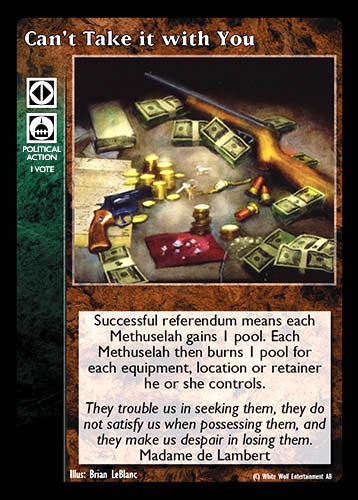 Can't Take it with You
POLITICAL
ACTION
1 VOTE
Successful referendum means each
Methuselah gains 1 pool. Each
Methuselah then burns 1 pool for
each equipment, location or retainer
he or she controls.
They trouble us in seeking them, they do
not satisfy us when possessing them, and
they make us despair in losing them.
Madame de Lambert
Illus: Brian LeBlanc
(C) White Wolf Entertainment AB